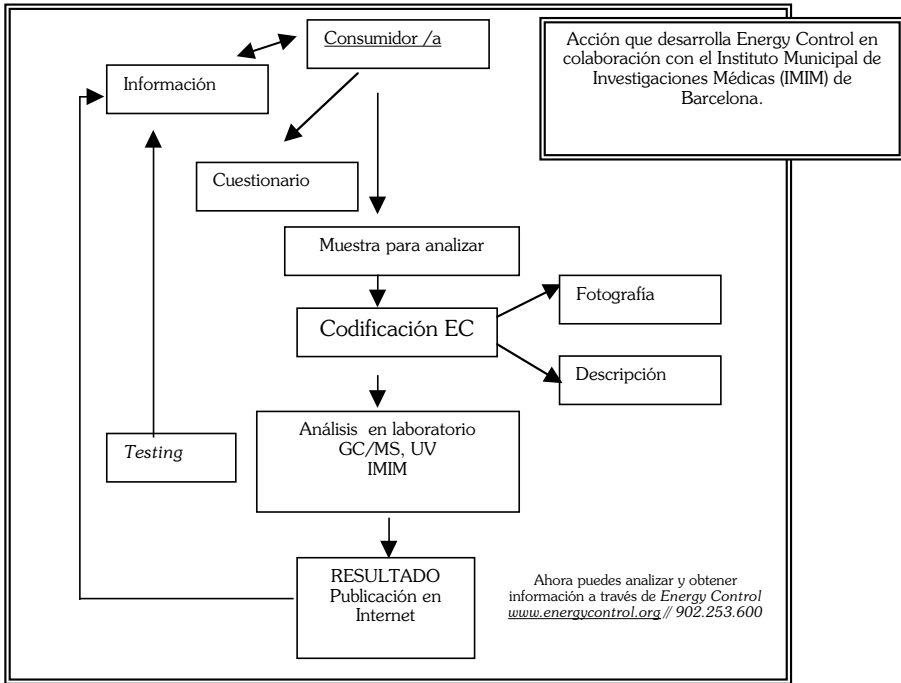 Consumidor /a
Acción que desarrolla Energy Control en
colaboración con el Instituto Municipal de
Investigaciones Médicas (IMIM) de
Barcelona.
Información
Cuestionario
Muestra para analizar
Fotografía
Codificación EC
Descripción
Análisis en laboratorio
GC/MS, UV
IMIM
Testing
RESULTADO
Publicación en
Internet
Ahora puedes analizar y obtener
información a través de Energy Control
www.energycontrol.org // 902.253.600